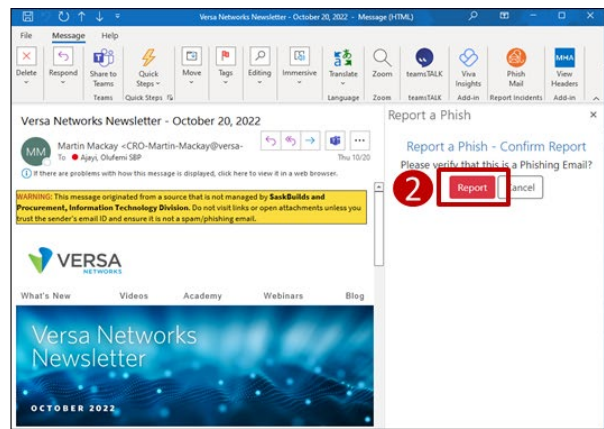 Versa Networks Newsletter - October 20, 2022 - Message (HTML)
File Message Help
Delete
Respond
Share to Teams
Quick Steps
Move
Tags
Editing
Immersive
Translate
Zoom
teamsTALK
Viva Insights
Phish Mail
View Headers
Teams
Quick Steps
Language
Zoom
teamsTALK
Add-in
Report Incidents
Add-in
MHA
Versa Networks Newsletter - October 20, 2022
MM
Martin Mackay <CRO-Martin-Mackay@versa-
To Ajayi, Olufemi SBP
Thu 10/20
If there are problems with how this message is displayed, click here to view it in a web browser.
WARNING: This message originated from a source that is not managed by SaskBuilds and
Procurement, Information Technology Division. Do not visit links or open attachments unless you
trust the sender's email ID and ensure it is not a spam/phishing email.
VERSA
NETWORKS
What's New Videos Academy Webinars Blog
Versa Networks
Newsletter
OCTOBER 2022
Report a Phish
Report a Phish - Confirm Report
Please verify that this is a Phishing Email?
2
Report
Cancel